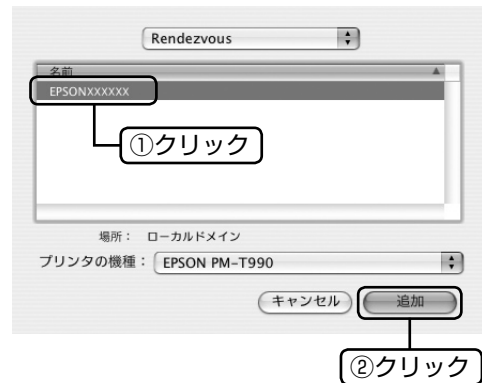 Rendezvous
名前
EPSONXXXXXX
①クリック
場所： ローカルドメイン
プリンタの機種： EPSON PM-T990
キャンセル 追加
②クリック